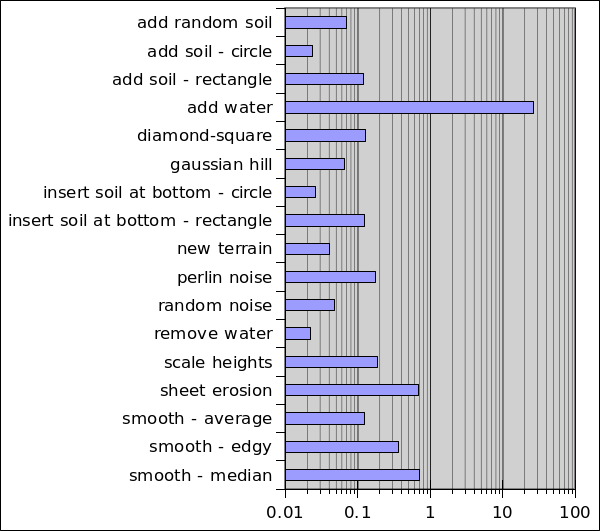 add random soil
add soil - circle
add soil - rectangle
add water
diamond-square
gaussian hill
insert soil at bottom - circle
insert soil at bottom - rectangle
new terrain
perlin noise
random noise
remove water
scale heights
sheet erosion
smooth - average
smooth - edgy
smooth - median
0.01 0.1 1 10 100